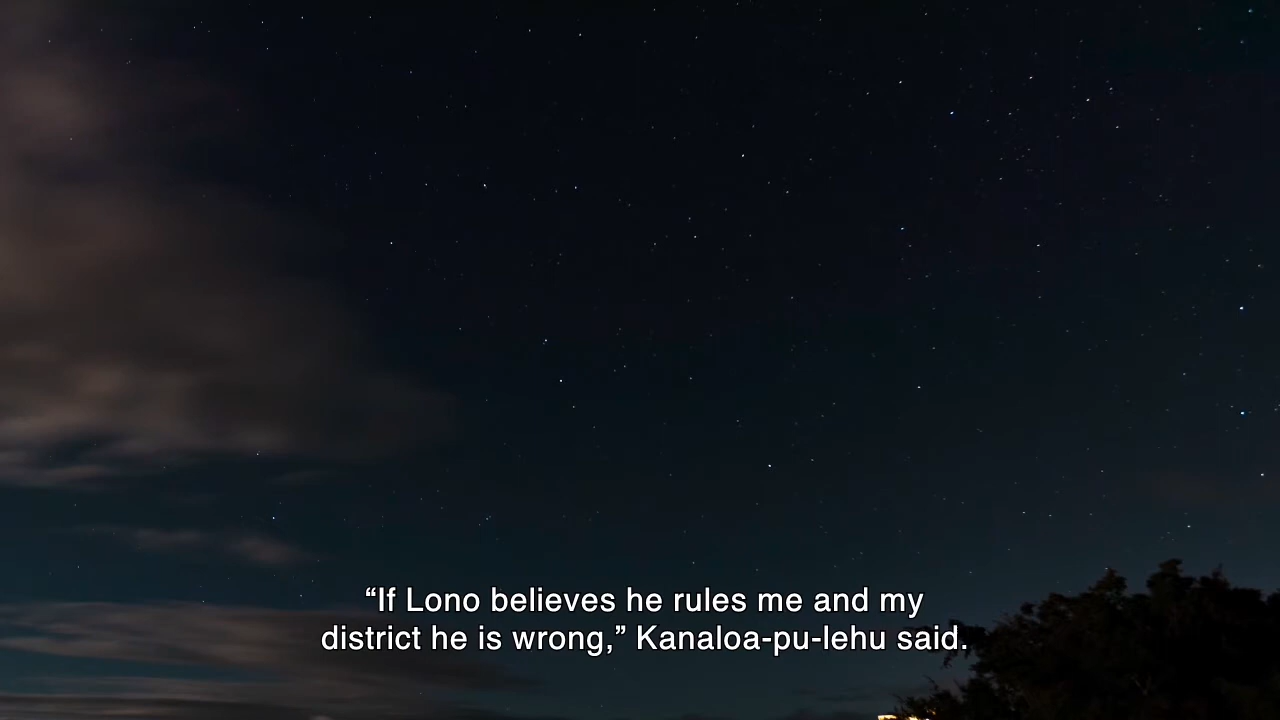 “If Lono believes he rules me and my
district he is wrong,” Kanaloa-pu-lehu said.